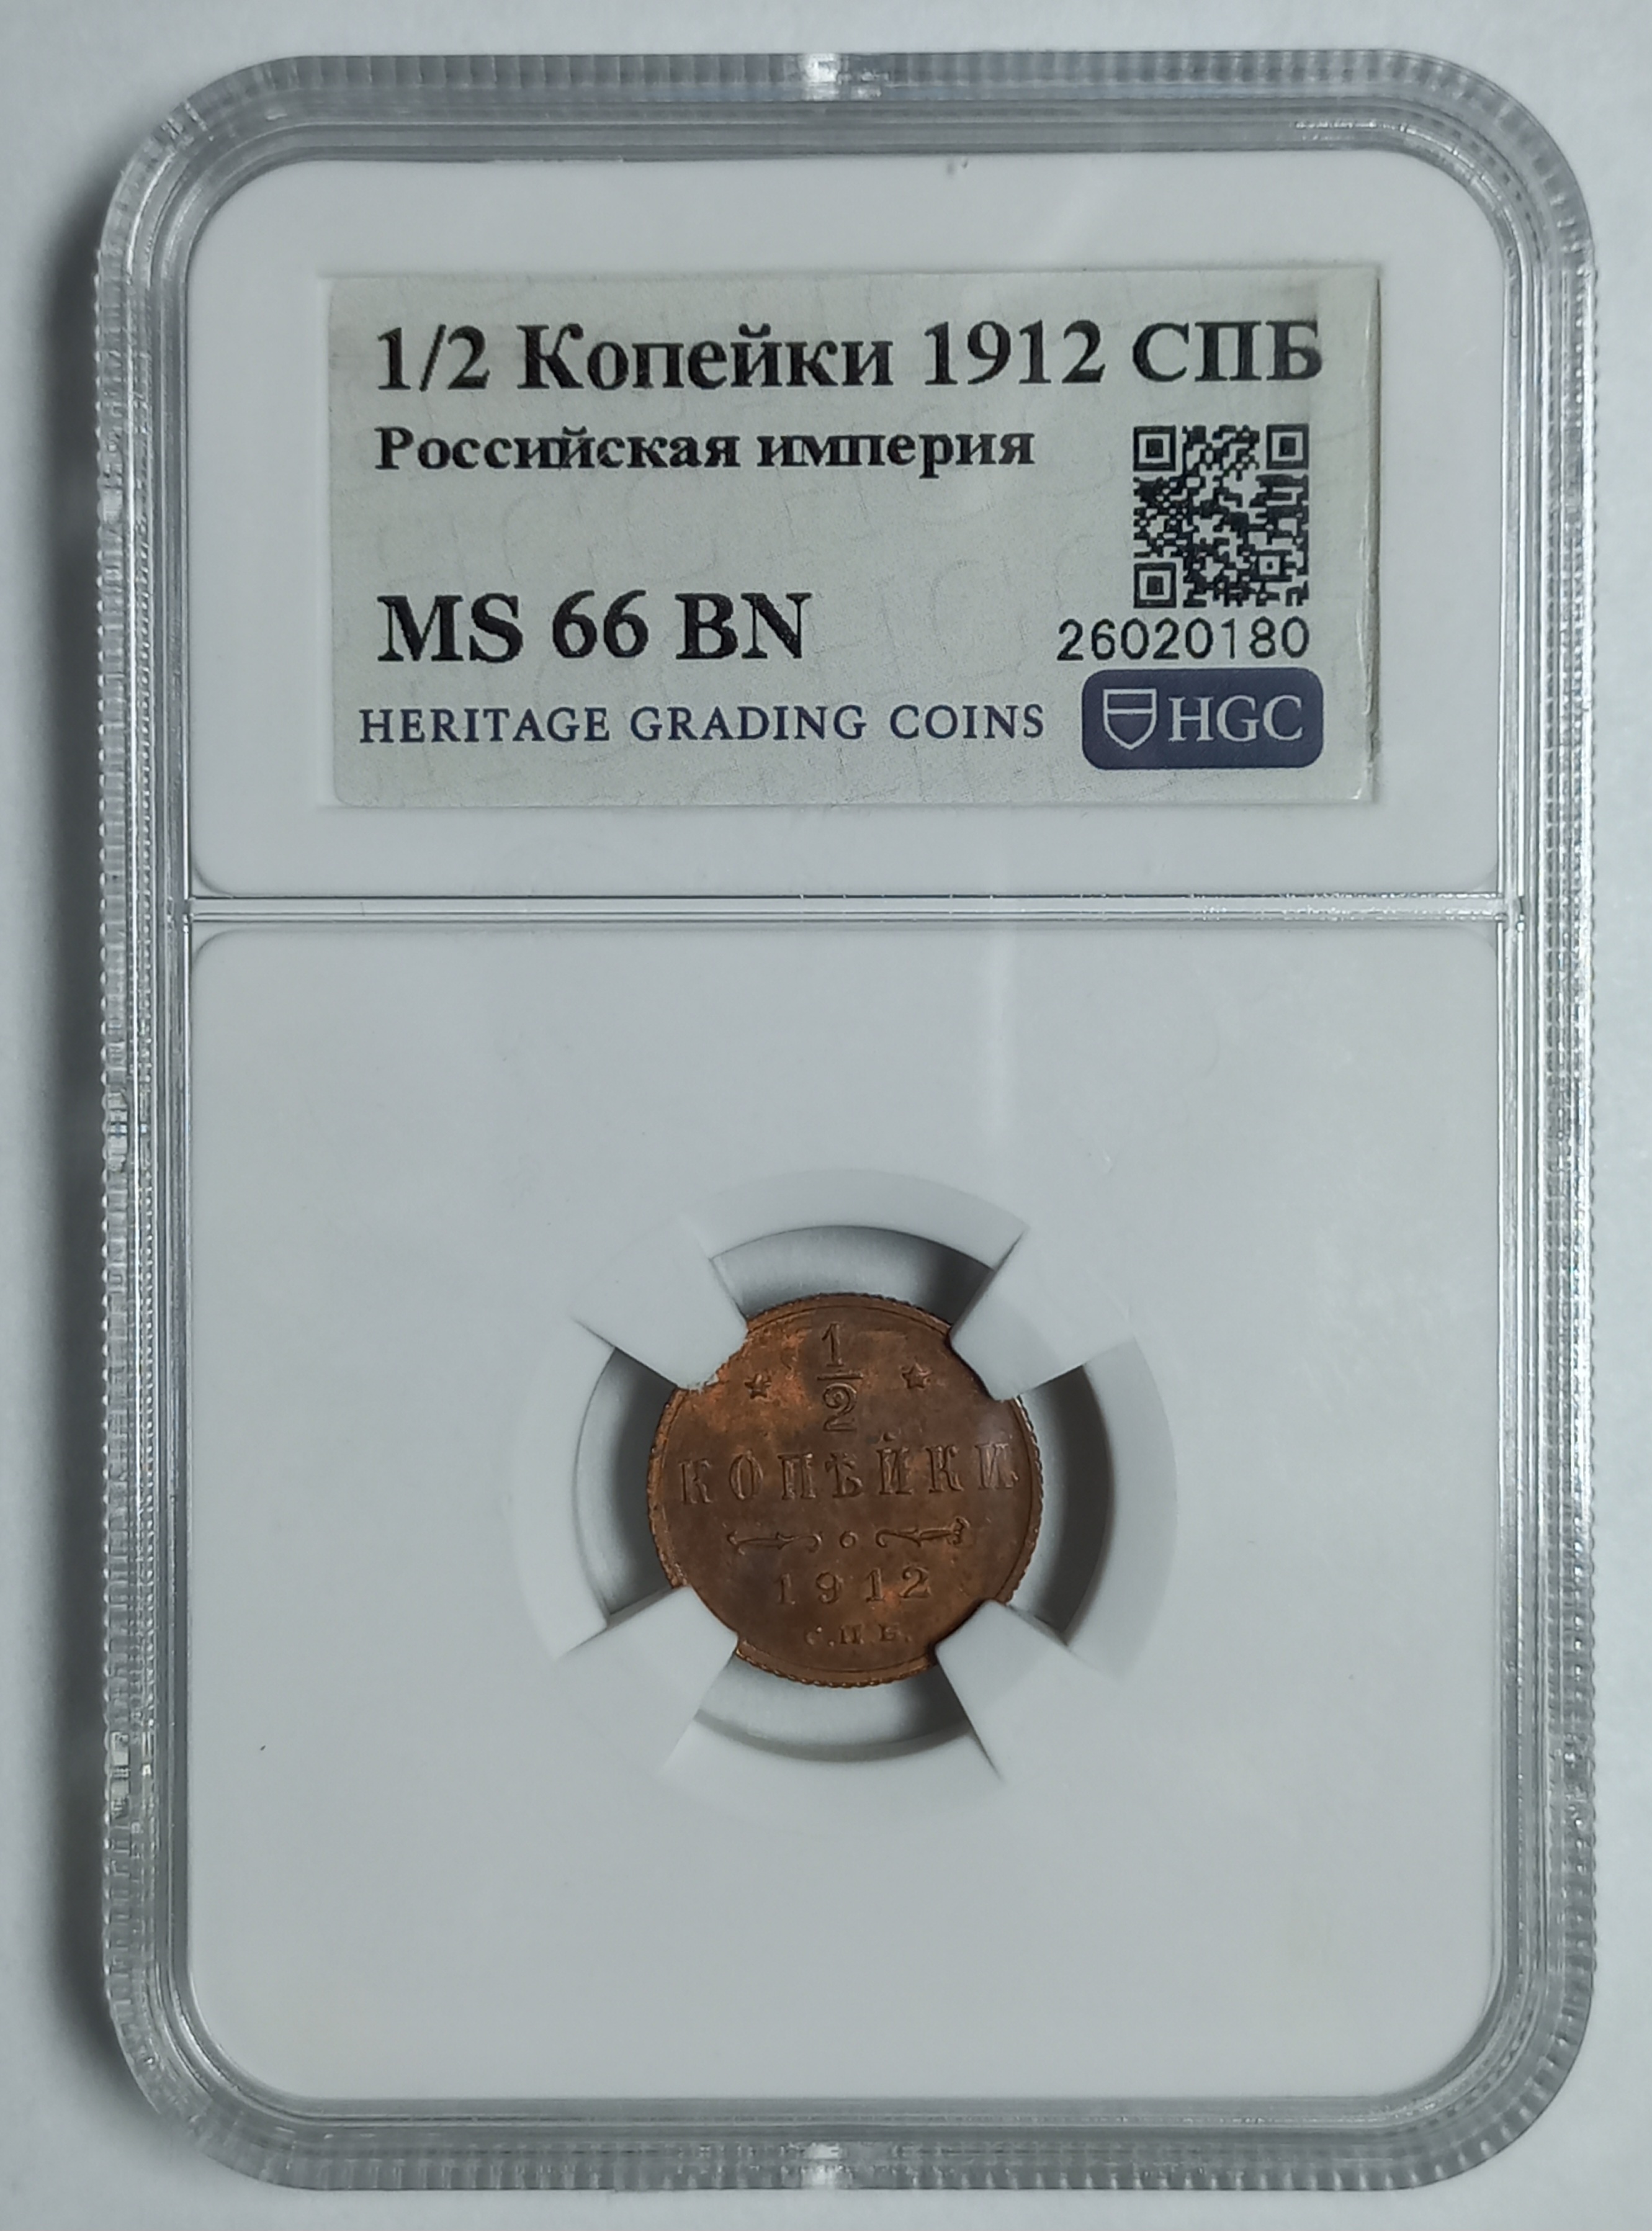 1/2 Копейки 1912 СПБ
Российская империя
MS 66 BN
26020180
HERITAGE GRADING COINS
HGC
1
2
КОПѢЙКИ
1912
С.П.Б.